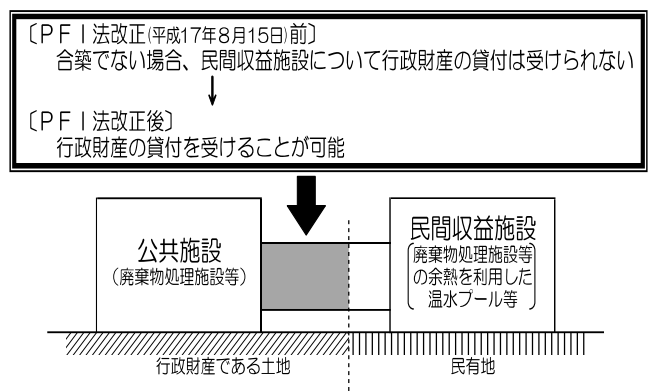 〔ＰＦＩ法改正(平成17年8月15日)前〕
合築でない場合、民間収益施設について行政財産の貸付は受けられない
↓
〔ＰＦＩ法改正後〕
行政財産の貸付を受けることが可能
公共施設
(廃棄物処理施設等)
民間収益施設
廃棄物処理施設等
の余熱を利用した
温水プール等
行政財産である土地
民有地